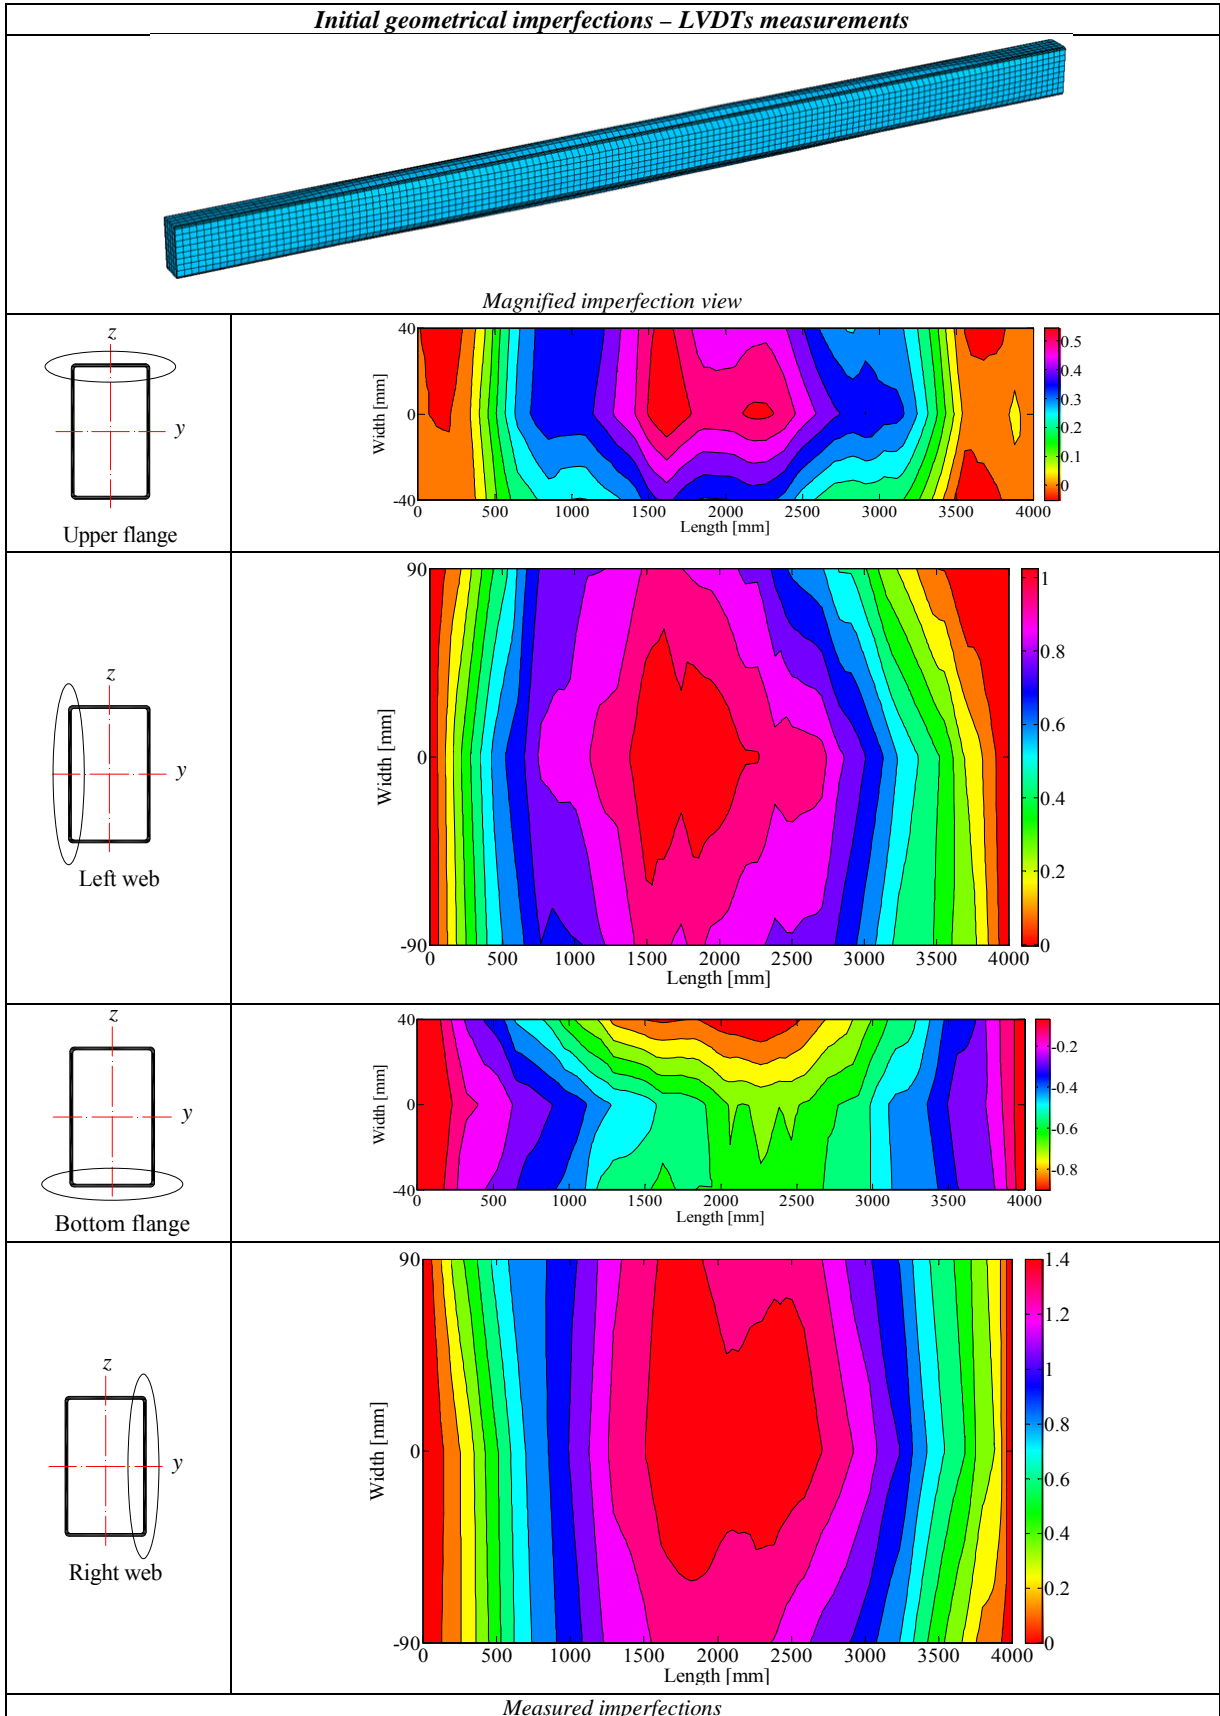 Initial geometrical imperfections – LVDTs measurements
Magnified imperfection view
z
y
Upper flange
Width [mm]
40
0
-40
0 500 1000 1500 2000 2500 3000 3500 4000
Length [mm]
0.5
0.4
0.3
0.2
0.1
0
z
y
Left web
Width [mm]
90
0
-90
0 500 1000 1500 2000 2500 3000 3500 4000
Length [mm]
1
0.8
0.6
0.4
0.2
0
z
y
Bottom flange
Width [mm]
40
0
-40
0 500 1000 1500 2000 2500 3000 3500 4000
Length [mm]
-0.2
-0.4
-0.6
-0.8
z
y
Right web
Width [mm]
90
0
-90
0 500 1000 1500 2000 2500 3000 3500 4000
Length [mm]
1.4
1.2
1
0.8
0.6
0.4
0.2
0
Measured imperfections